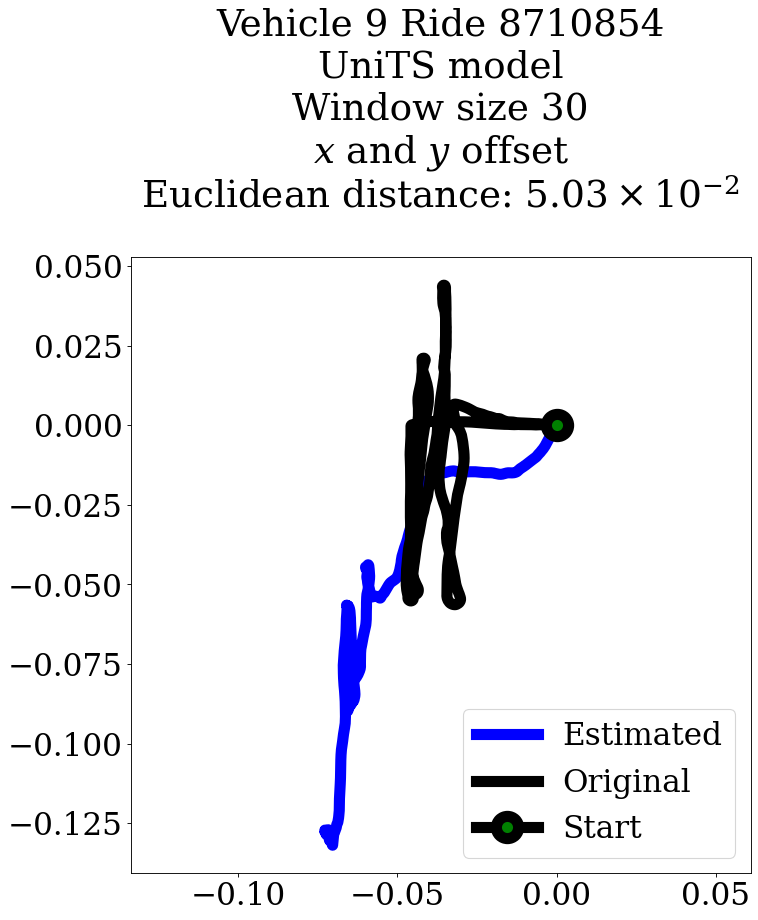 Vehicle 9 Ride 8710854
UniTS model
Window size 30
x and y offset
Euclidean distance: 5.03 × 10⁻²
0.050
0.025
0.000
−0.025
−0.050
−0.075
−0.100
−0.125
−0.10
−0.05
0.00
0.05
Estimated
Original
Start